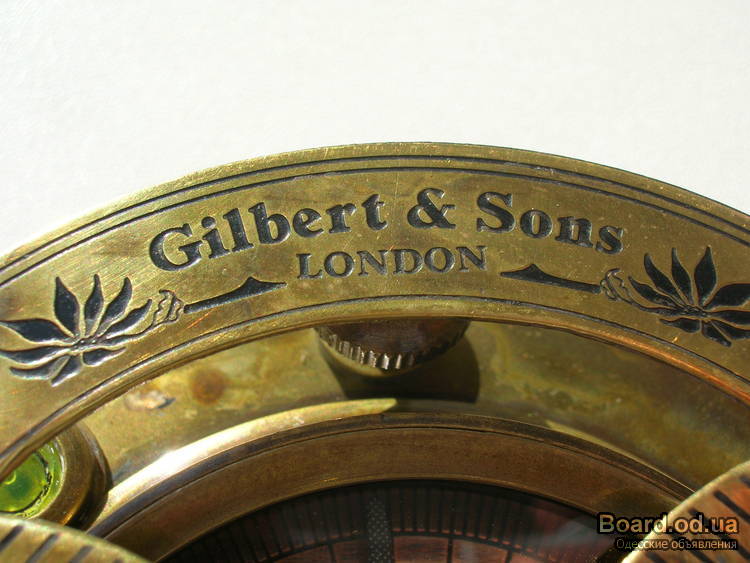 Gilbert & Sons
LONDON
Board.od.ua
Одесские объявления